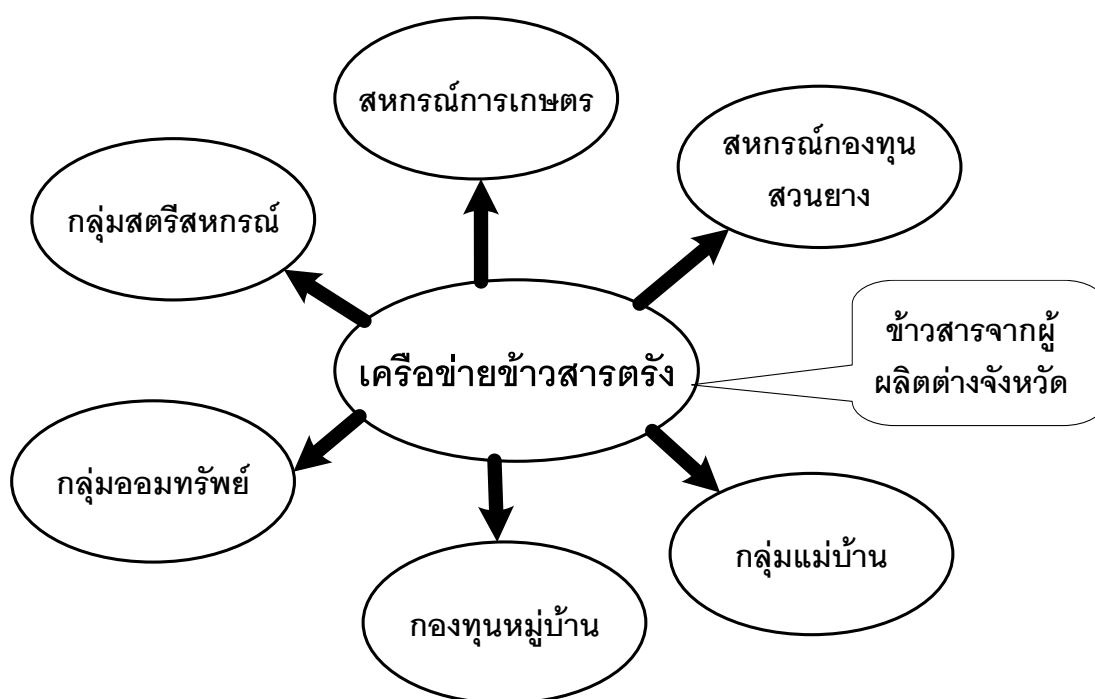 สหกรณ์การเกษตร
สหกรณ์กองทุน
สวนยาง
กลุ่มสตรีสหกรณ์
เครือข่ายข้าวสารตรัง
ข้าวสารจากผู้
ผลิตต่างจังหวัด
กลุ่มออมทรัพย์
กลุ่มแม่บ้าน
กองทุนหมู่บ้าน